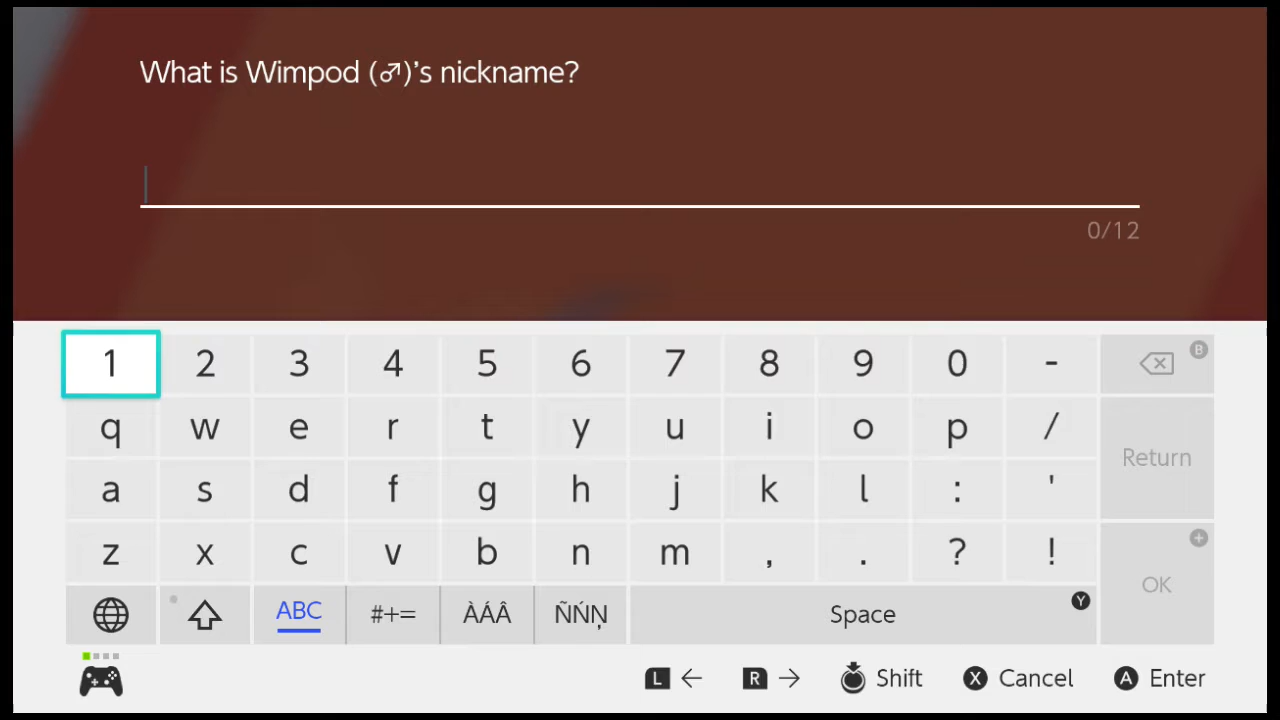 What is Wimpod (♂)'s nickname?
0/12
1 2 3 4 5 6 7 8 9 0 - B
q w e r t y u i o p /
Return
a s d f g h j k l : '
z x c v b n m , . ? ! +
OK
ABC #+= ÀÁÂ ÑŃŅ Space Y
L ← R → Shift X Cancel A Enter